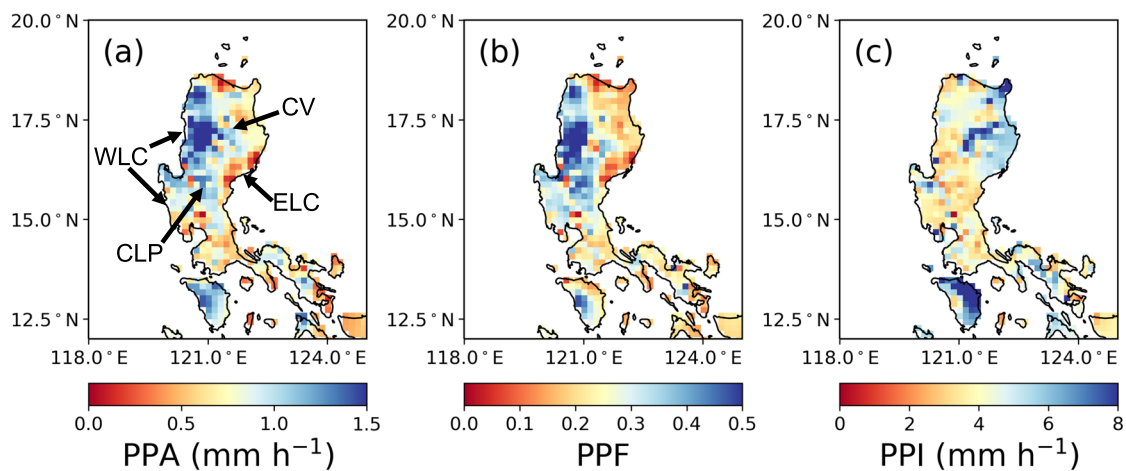 20.0°N
17.5°N
15.0°N
12.5°N
118.0°E
121.0°E
124.0°E
(a)
CV
WLC
ELC
CLP
0.0 0.5 1.0 1.5
PPA (mm h−1)
20.0°N
17.5°N
15.0°N
12.5°N
118.0°E
121.0°E
124.0°E
(b)
0.0 0.1 0.2 0.3 0.4 0.5
PPF
20.0°N
17.5°N
15.0°N
12.5°N
118.0°E
121.0°E
124.0°E
(c)
0 2 4 6 8
PPI (mm h−1)